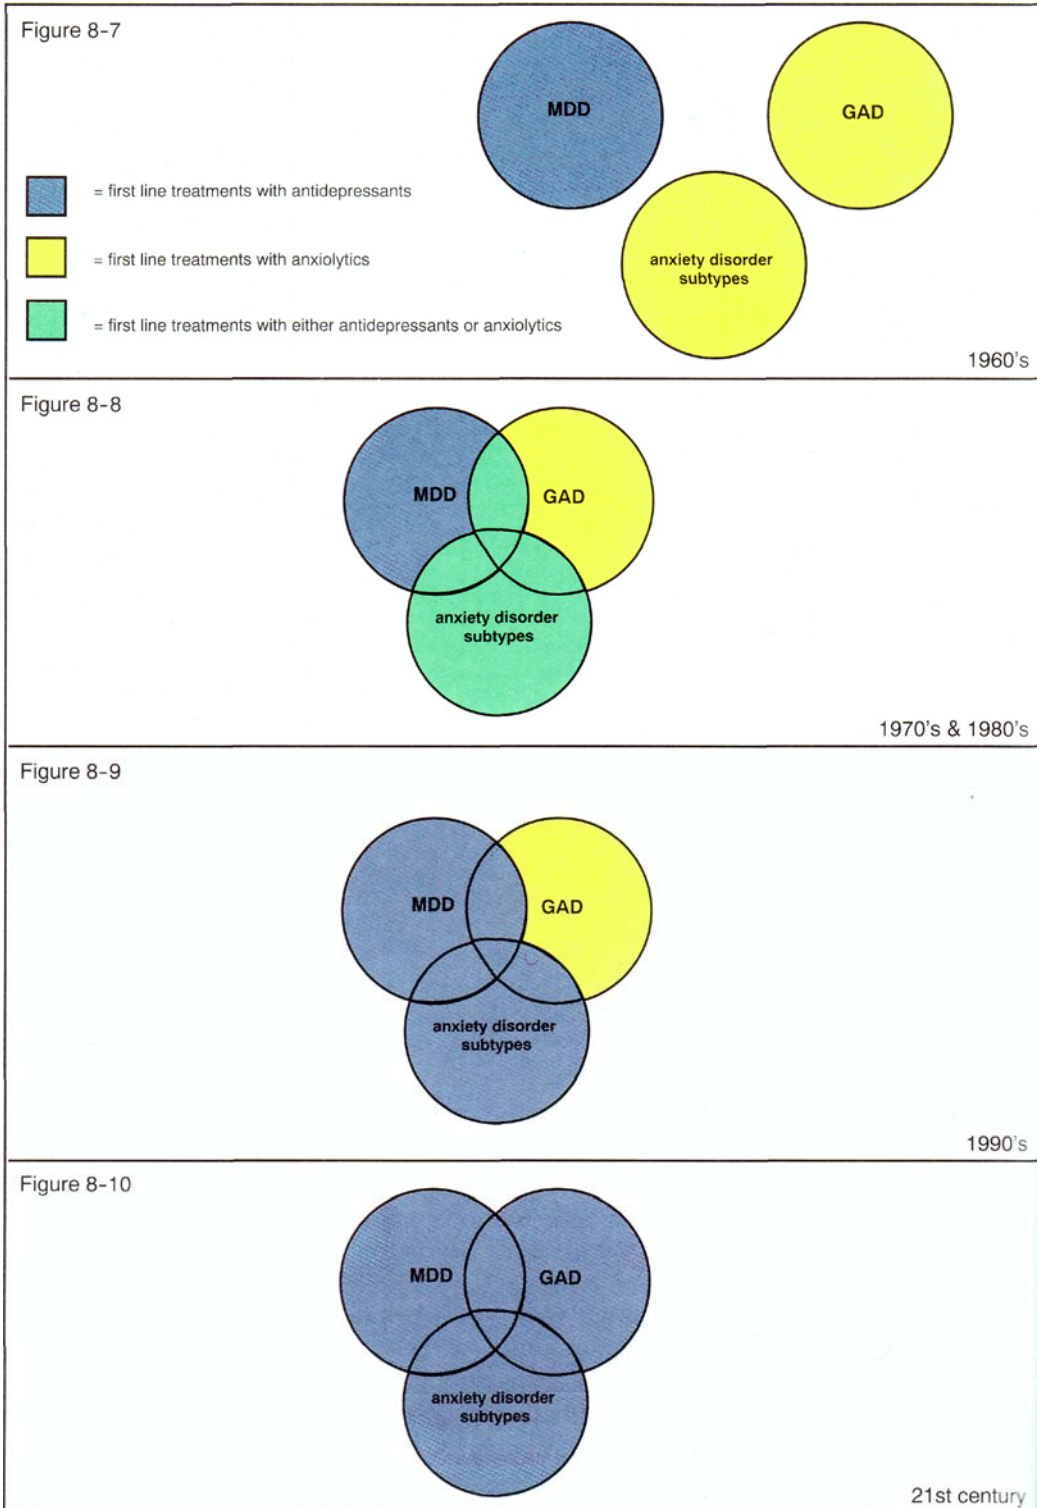 Figure 8-7
MDD
GAD
= first line treatments with antidepressants
= first line treatments with anxiolytics
anxiety disorder
subtypes
= first line treatments with either antidepressants or anxiolytics
1960's
Figure 8-8
MDD
GAD
anxiety disorder
subtypes
1970's & 1980's
Figure 8-9
MDD
GAD
anxiety disorder
subtypes
1990's
Figure 8-10
MDD
GAD
anxiety disorder
subtypes
21st century